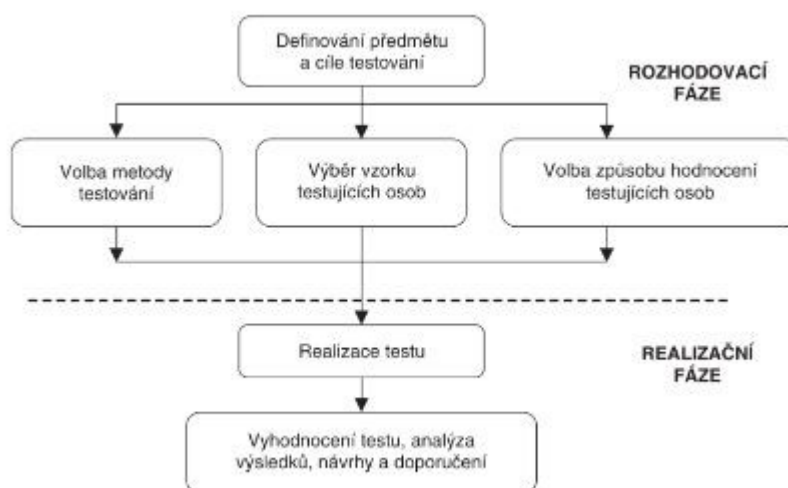 Definování předmětu
a cíle testování
ROZHODOVACÍ
FÁZE
Volba metody
testování
Výběr vzorku
testujících osob
Volba způsobu hodnocení
testujících osob
Realizace testu
REALIZAČNÍ
FÁZE
Vyhodnocení testu, analýza
výsledků, návrhy a doporučení